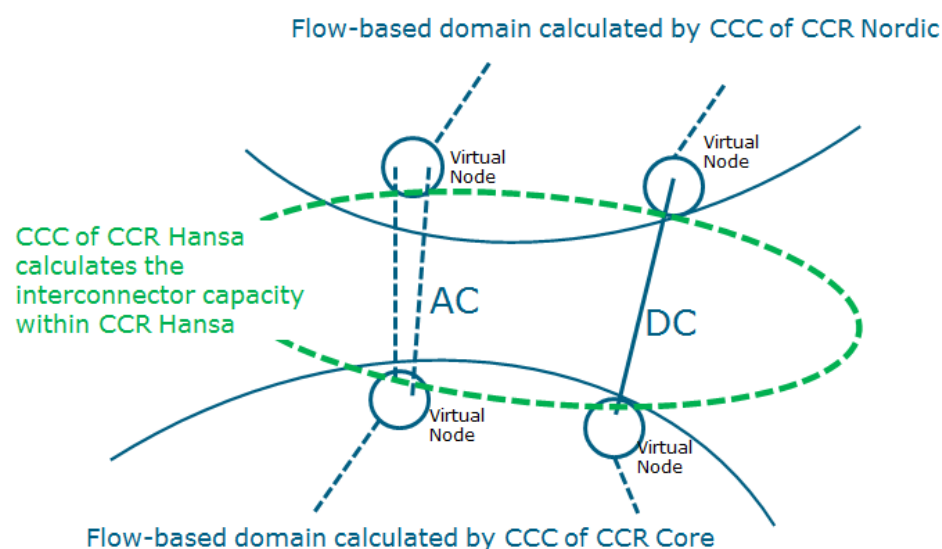 Flow-based domain calculated by CCC of CCR Nordic
Virtual
Node
Virtual
Node
CCC of CCR Hansa
calculates the
interconnector capacity
within CCR Hansa
AC
DC
Virtual
Node
Virtual
Node
Flow-based domain calculated by CCC of CCR Core